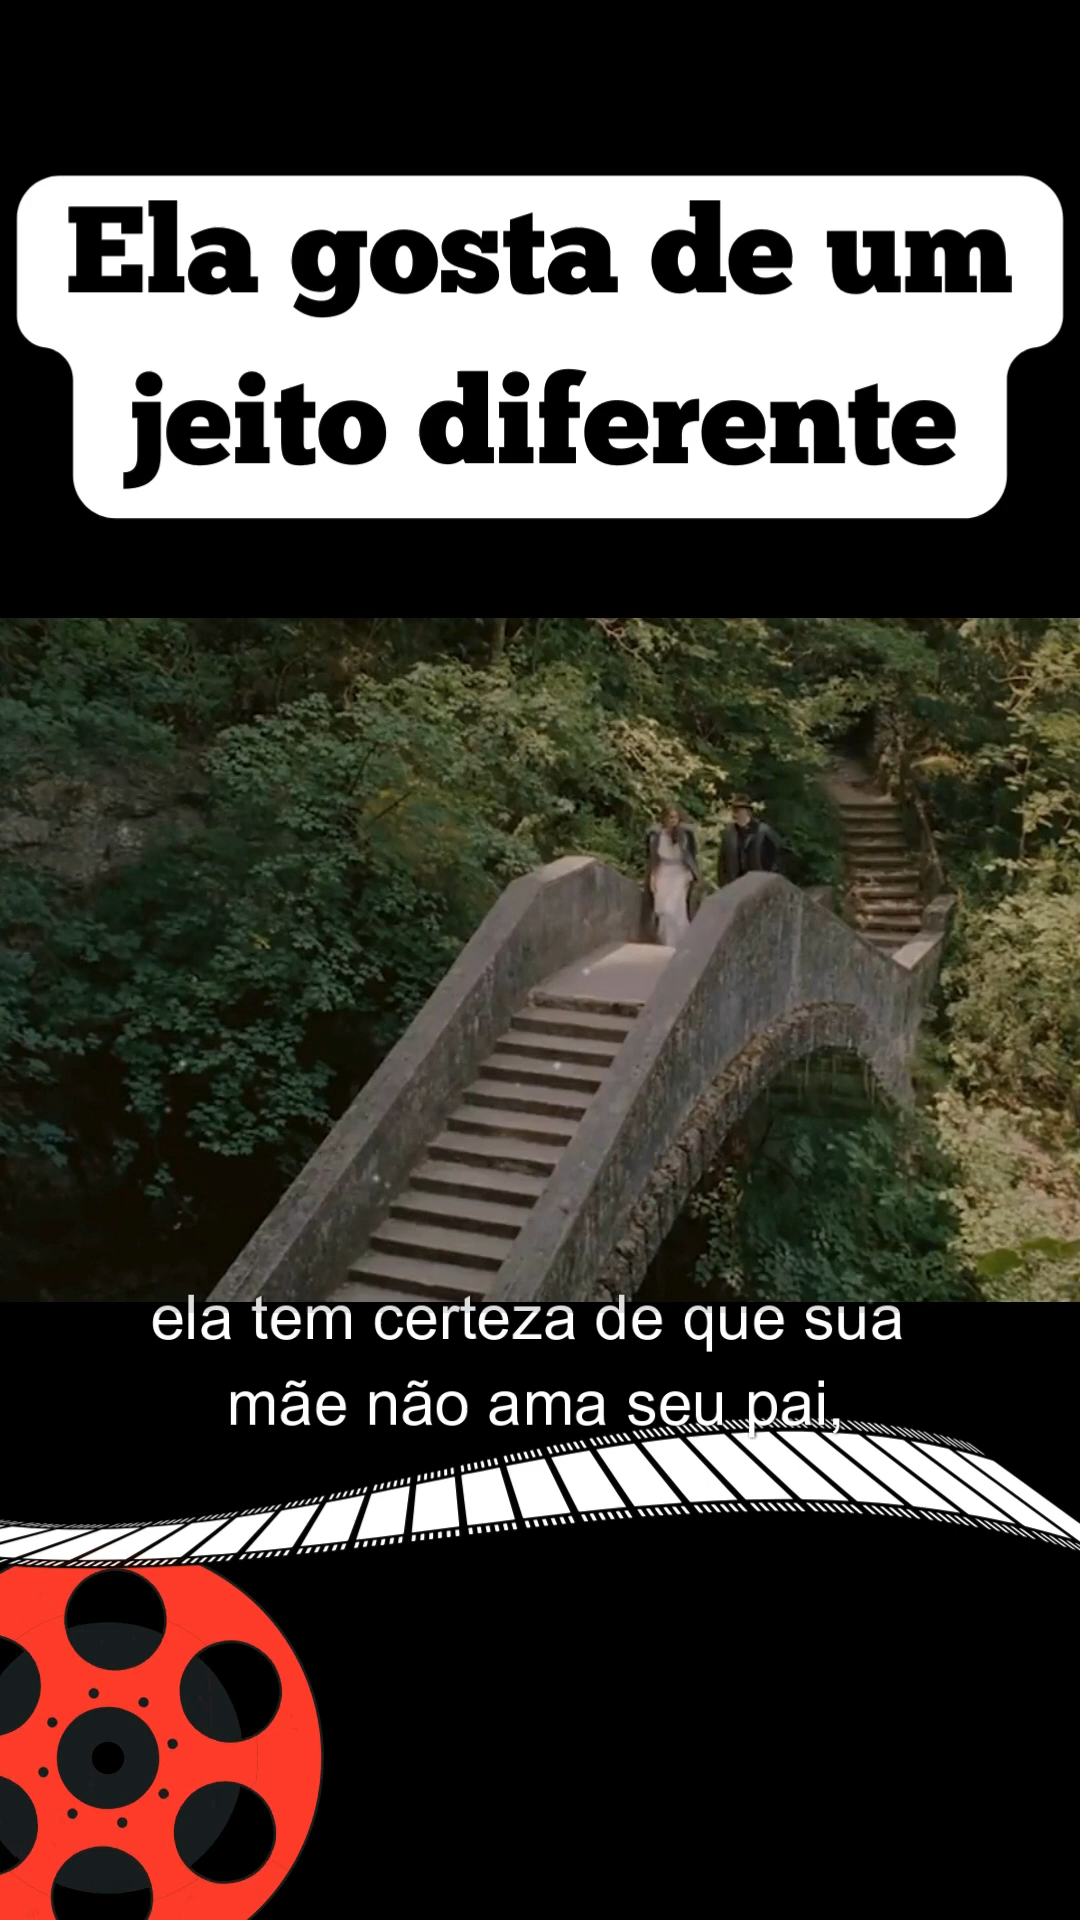 Ela gosta de um
jeito diferente
ela tem certeza de que sua
mãe não ama seu pai,